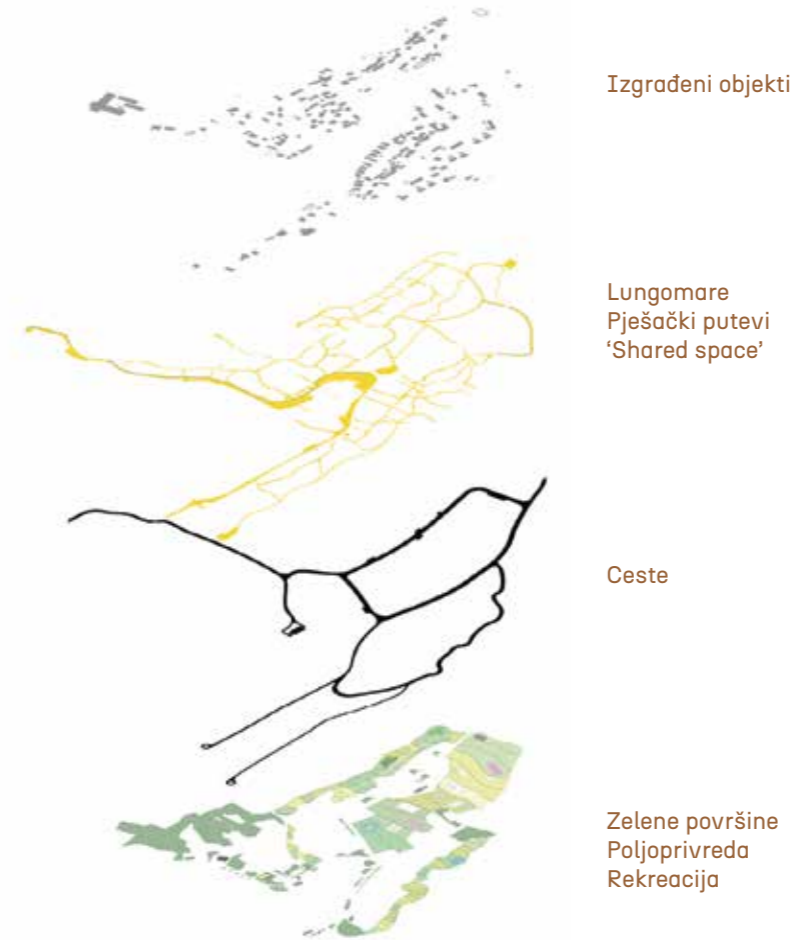 Izgrađeni objekti
Lungomare
Pješački putevi
‘Shared space’
Ceste
Zelene površine
Poljoprivreda
Rekreacija